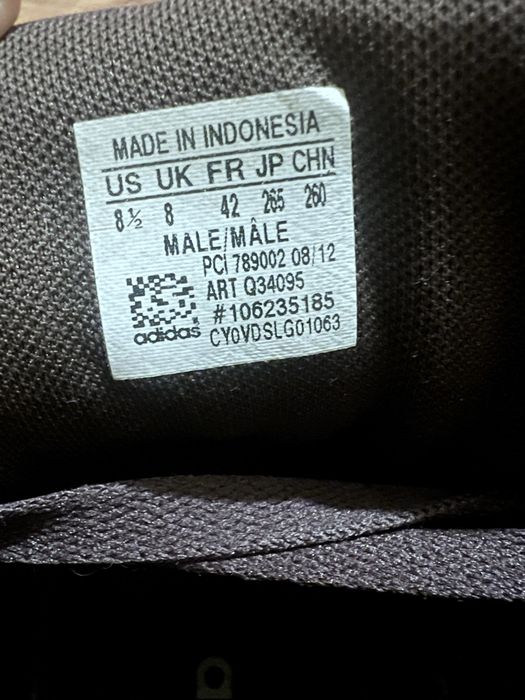 MADE IN INDONESIA
US UK FR JP CHN
8½ 8 42 265 260
MALE/MÂLE
PCI 789002 08/12
ART Q34095
#106235185
adidas CY0VDSLG01063